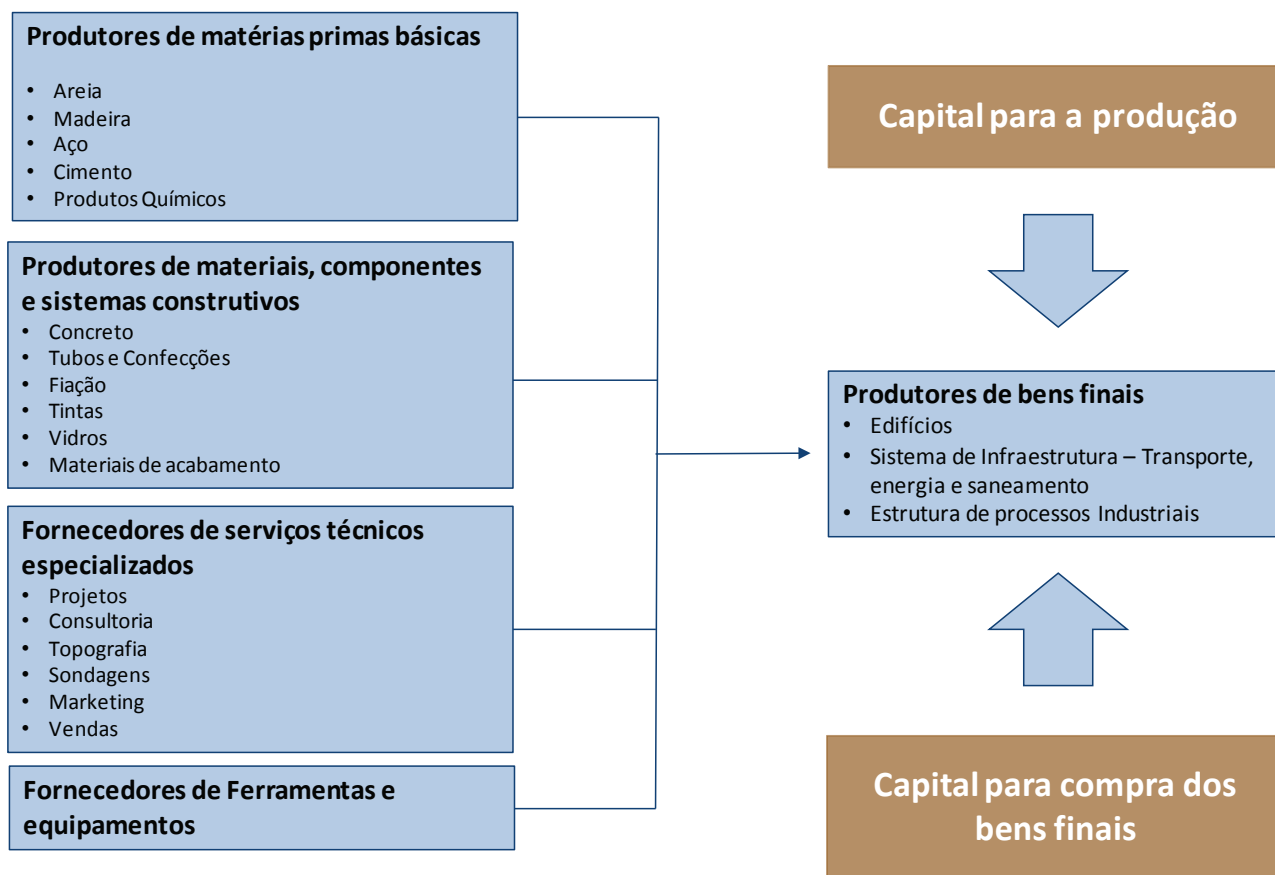 Produtores de matérias primas básicas
• Areia
• Madeira
• Aço
• Cimento
• Produtos Químicos
Produtores de materiais, componentes
e sistemas construtivos
• Concreto
• Tubos e Confecções
• Fiação
• Tintas
• Vidros
• Materiais de acabamento
Fornecedores de serviços técnicos
especializados
• Projetos
• Consultoria
• Topografia
• Sondagens
• Marketing
• Vendas
Fornecedores de Ferramentas e
equipamentos
Capital para a produção
Produtores de bens finais
• Edifícios
• Sistema de Infraestrutura – Transporte,
energia e saneamento
• Estrutura de processos Industriais
Capital para compra dos
bens finais